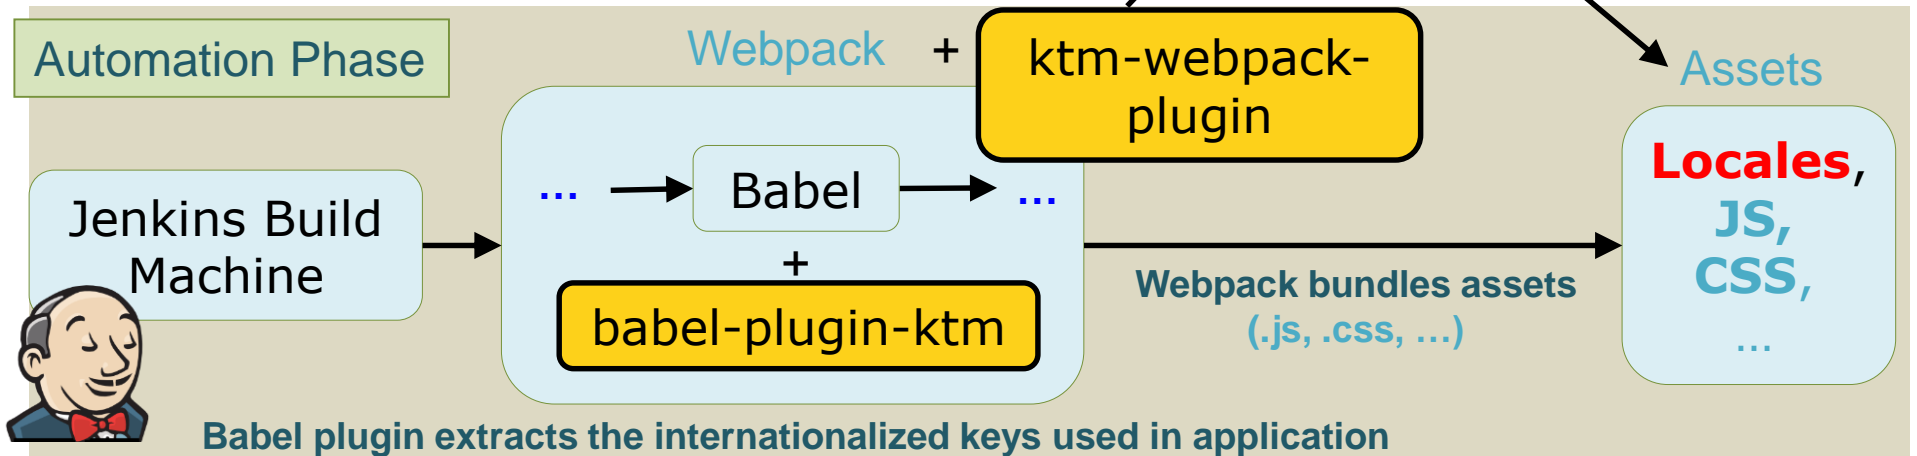 Automation Phase
Webpack +
ktm-webpack-
plugin
Assets
Jenkins Build
Machine
... Babel ...
+
babel-plugin-ktm
Webpack bundles assets
(.js, .css, ...)
Locales,
JS,
CSS,
...
Babel plugin extracts the internationalized keys used in application